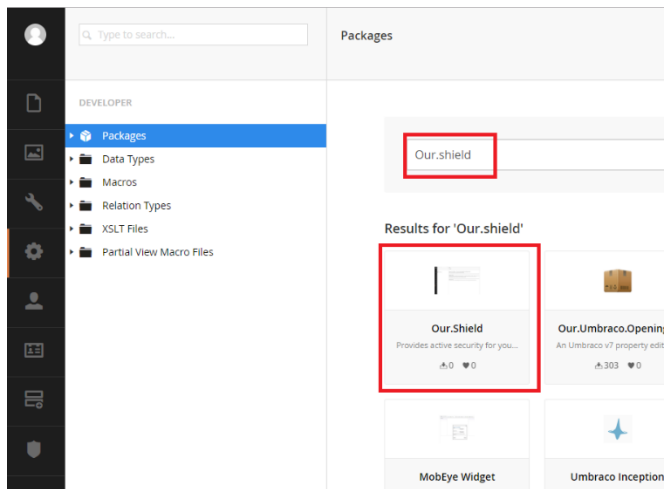 Type to search...
Packages
DEVELOPER
Packages
Data Types
Macros
Relation Types
XSLT Files
Partial View Macro Files
Our.shield
Results for 'Our.shield'
Our.Shield
Provides active security for you...
0 0
Our.Umbraco.Opening
An Umbraco v7 property edit
303 0
MobEye Widget
Umbraco Inception